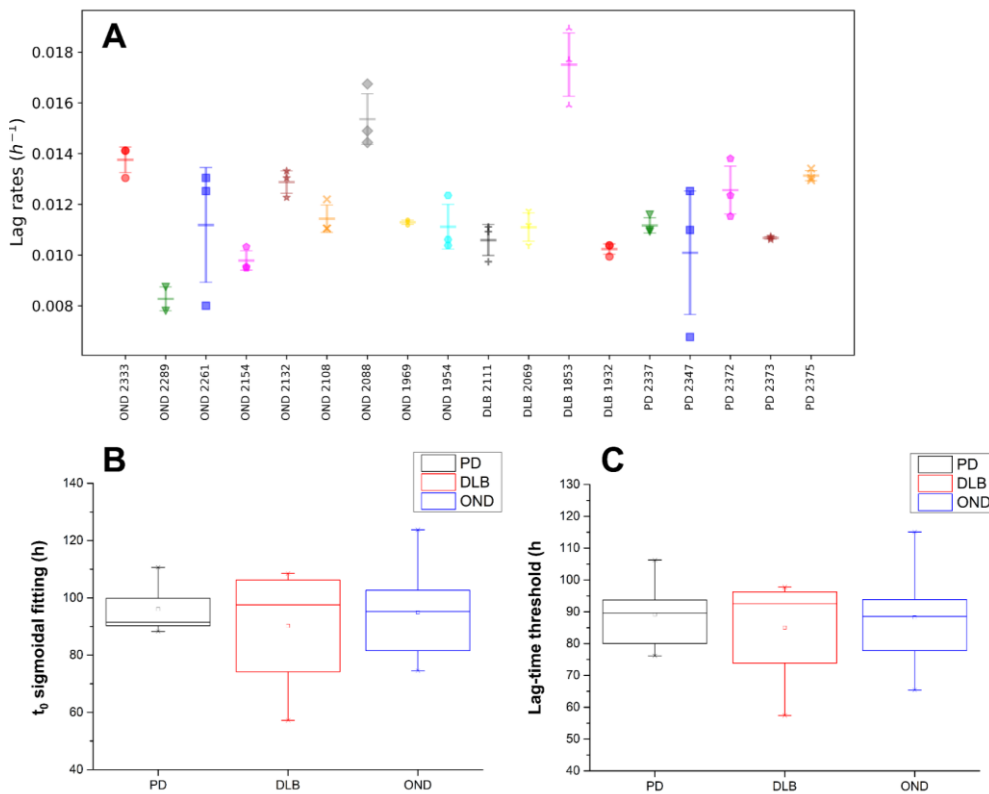 A
Lag rates (h⁻¹)
0.018
0.016
0.014
0.012
0.010
0.008
OND 2333
OND 2289
OND 2261
OND 2154
OND 2132
OND 2108
OND 2088
OND 1969
OND 1954
DLB 2111
DLB 2069
DLB 1853
DLB 1932
PD 2337
PD 2347
PD 2372
PD 2373
PD 2375
B
PD
DLB
OND
t₀ sigmoidal fitting (h)
140
120
100
80
60
40
PD
DLB
OND
C
PD
DLB
OND
Lag-time threshold (h
130
120
110
100
90
80
70
60
50
40
PD
DLB
OND